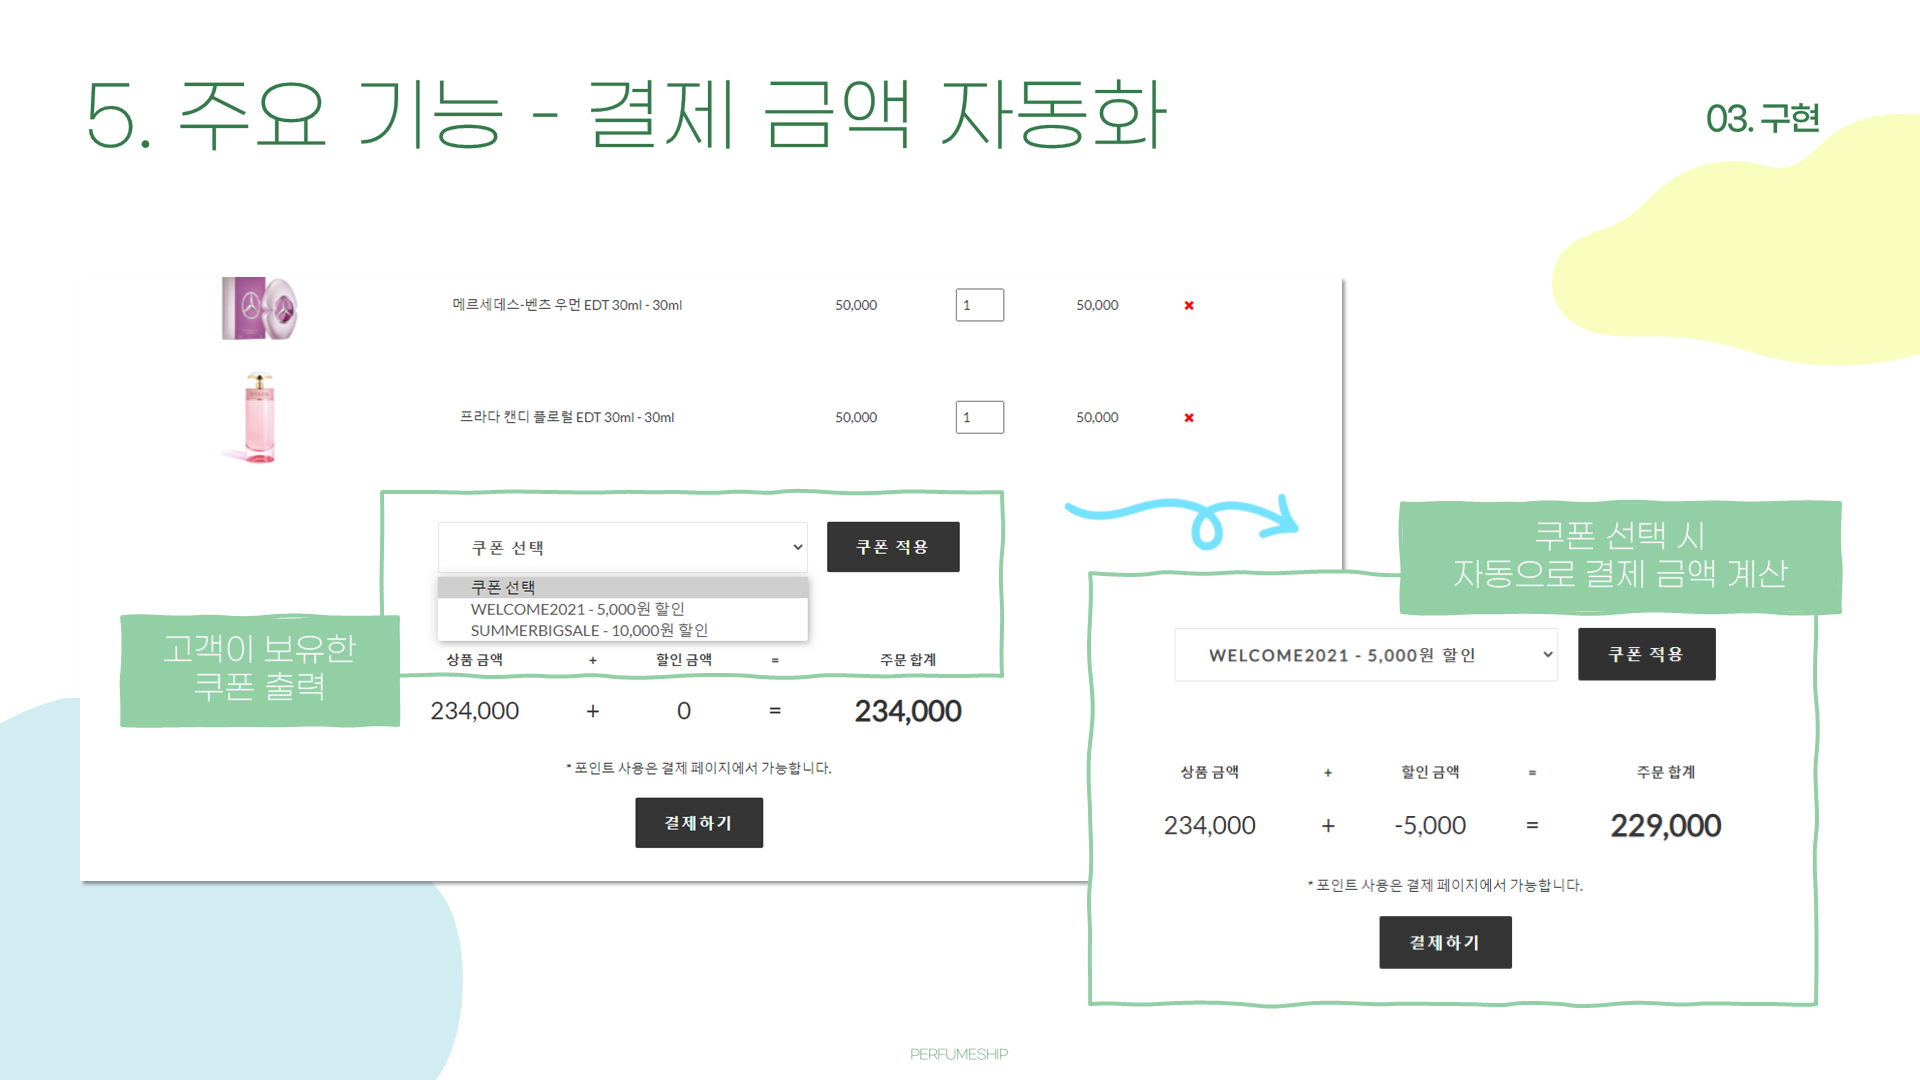 5. 주요 기능 - 결제 금액 자동화
03. 구현
메르세데스-벤츠 우먼 EDT 30ml - 30ml 50,000 1 50,000
프라다 캔디 플로럴 EDT 30ml - 30ml 50,000 1 50,000
쿠폰 선택 쿠폰 적용
쿠폰 선택
WELCOME2021 - 5,000원 할인
SUMMERBIGSALE - 10,000원 할인
고객이 보유한
쿠폰 출력
상품 금액 + 할인 금액 = 주문 합계
234,000 + 0 = 234,000
* 포인트 사용은 결제 페이지에서 가능합니다.
결제하기
쿠폰 선택 시
자동으로 결제 금액 계산
WELCOME2021 - 5,000원 할인 쿠폰 적용
상품 금액 + 할인 금액 = 주문 합계
234,000 + -5,000 = 229,000
* 포인트 사용은 결제 페이지에서 가능합니다.
결제하기
PERFUMESHIP